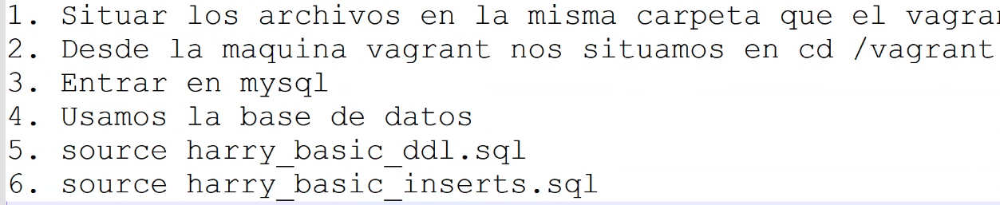 1. Situar los archivos en la misma carpeta que el
2. Desde la maquina vagrant nos situamos en cd /vagrant
3. Entrar en mysql
4. Usamos la base de datos
5. source harry_basic_ddl.sql
6. source harry_basic_inserts.sql